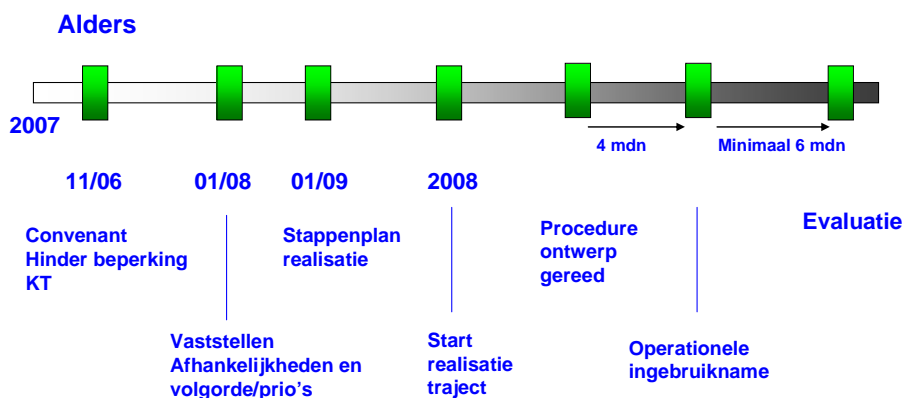 Alders
2007
4 mdn
Minimaal 6 mdn
11/06
01/08
01/09
2008
Convenant
Hinder beperking
KT
Stappenplan
realisatie
Procedure
ontwerp
gereed
Evaluatie
Vaststellen
Afhankelijkheden en
volgorde/prio’s
Start
realisatie
traject
Operationele
ingebruikname